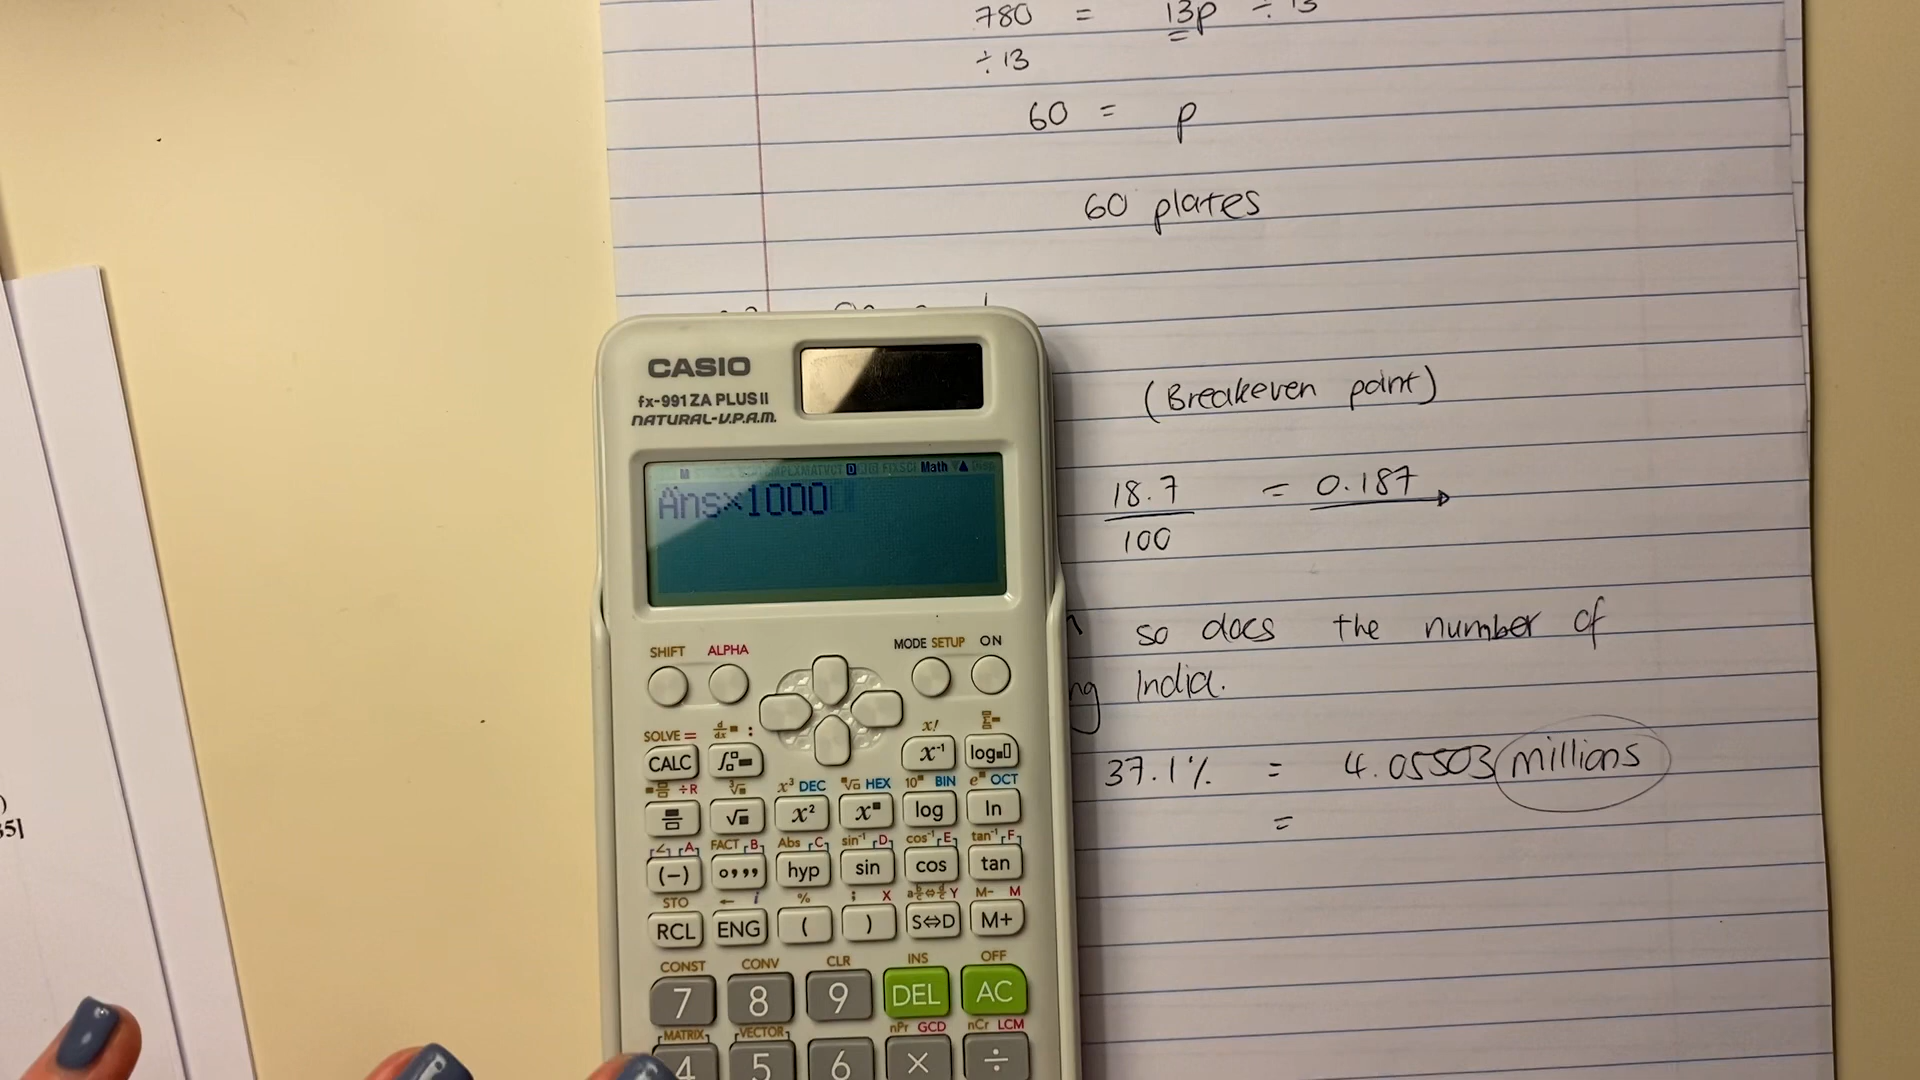 780 = 13p ÷ 13
÷ 13
60 = p
60 plates
(Breakeven point)
18.7 = 0.187
100
so does the number of
ng India.
37.1% = 4.05503 millions
=
35]
CASIO
fx-991ZA PLUS II
NATURAL-V.P.A.M.
Math
Ans×1000
SHIFT ALPHA MODE SETUP ON
SOLVE = d/dx : x!
CALC x⁻¹ log
÷R x³ DEC HEX 10 BIN e OCT
x² x log ln
A FACT B Abs C sin⁻¹ D cos⁻¹ E tan⁻¹ F
(−) hyp sin cos tan
STO ← i % ; X Y M− M
RCL ENG ( ) S⇔D M+
CONST CONV CLR INS OFF
7 8 9 DEL AC
MATRIX VECTOR nPr GCD nCr LCM
4 5 6 × ÷